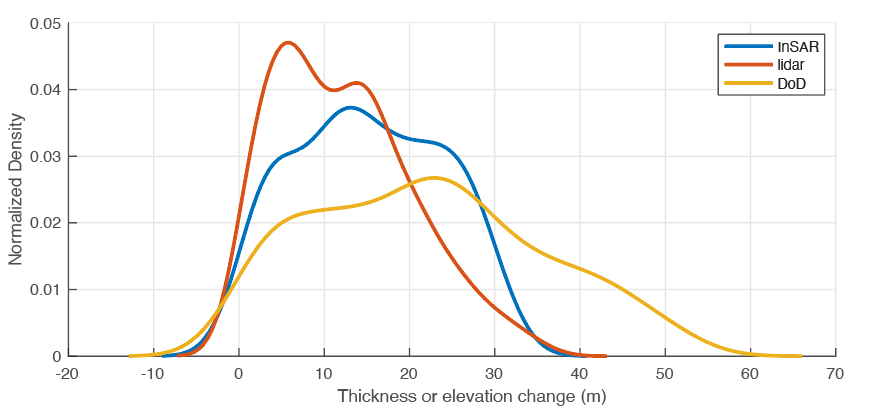 0.05
0.04
0.03
0.02
0.01
0
Normalized Density
InSAR
lidar
DoD
-20 -10 0 10 20 30 40 50 60 70
Thickness or elevation change (m)